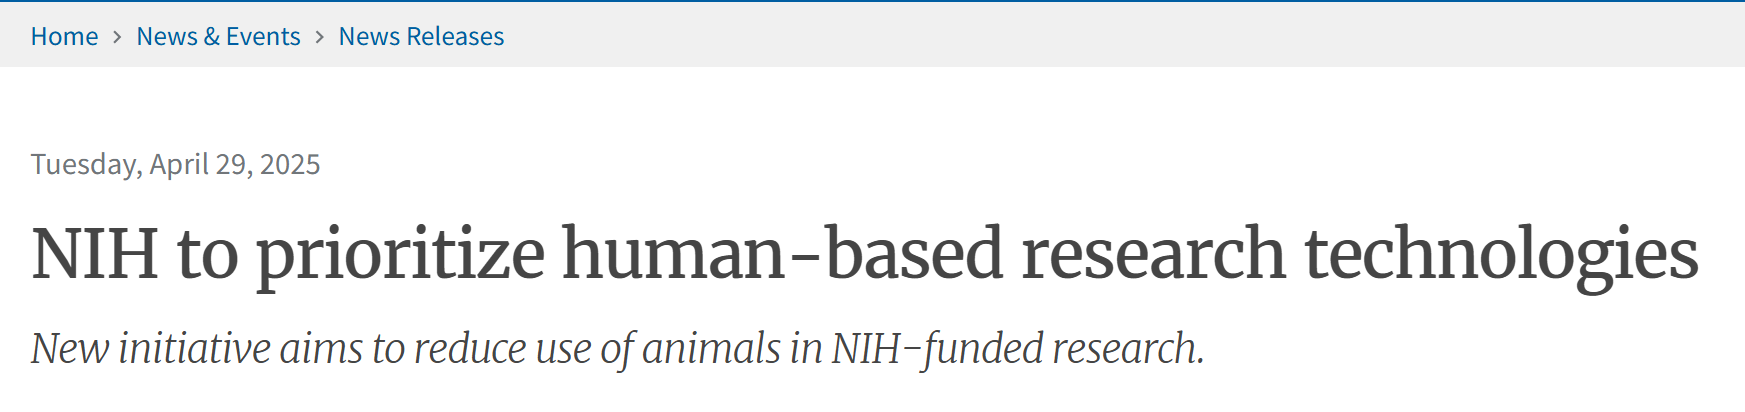 Home > News & Events > News Releases
Tuesday, April 29, 2025
NIH to prioritize human-based research technologies
New initiative aims to reduce use of animals in NIH-funded research.